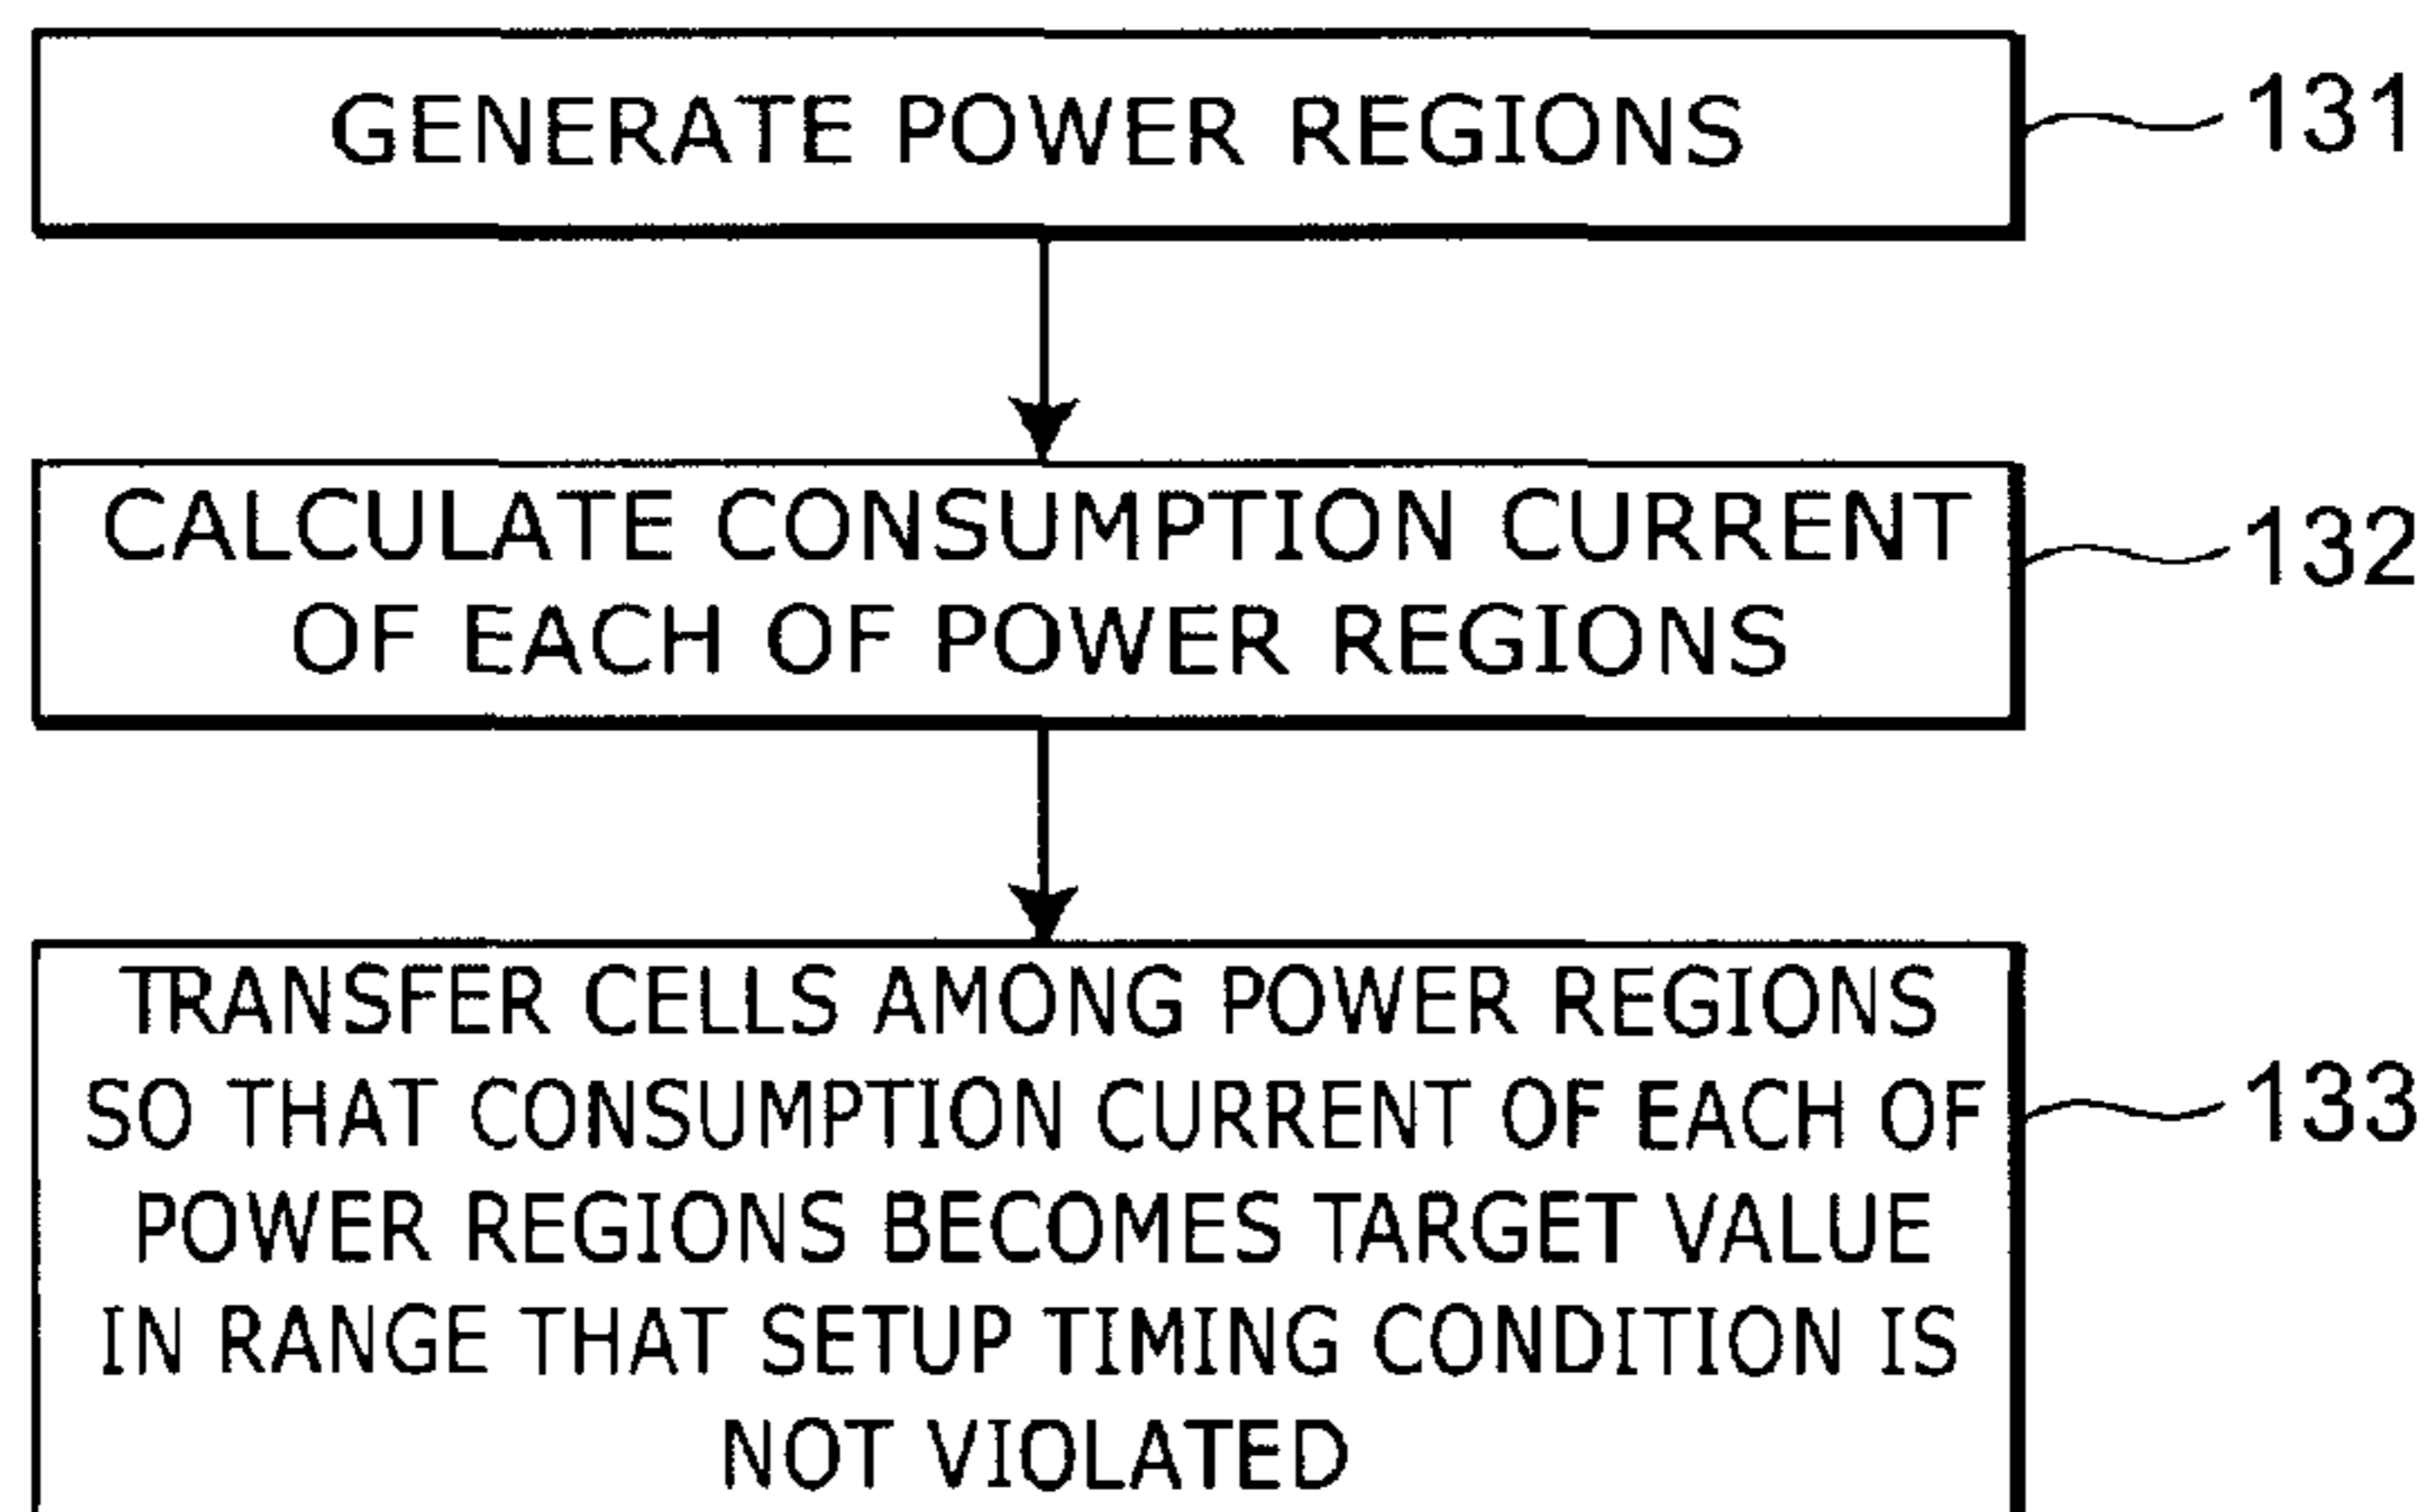 GENERATE POWER REGIONS
131
CALCULATE CONSUMPTION CURRENT
OF EACH OF POWER REGIONS
132
TRANSFER CELLS AMONG POWER REGIONS
SO THAT CONSUMPTION CURRENT OF EACH OF
POWER REGIONS BECOMES TARGET VALUE
IN RANGE THAT SETUP TIMING CONDITION IS
NOT VIOLATED
133